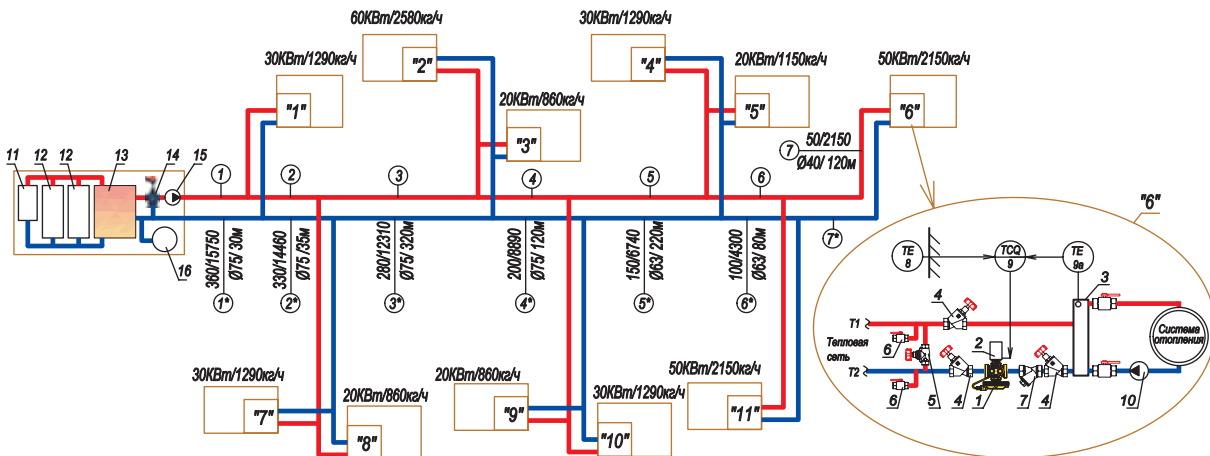 60КВт/2580кг/ч
30КВт/1290кг/ч
30КВт/1290кг/ч
20КВт/1150кг/ч
50КВт/2150кг/ч
"2"
"4"
"1"
20КВт/860кг/ч
"5"
"6"
"3"
50/2150
7
Ø40/ 120м
11
12
12
13
14
15
1
2
3
4
5
6
16
360/15750
Ø75/ 30м
330/14460
Ø75 /35м
280/12310
Ø75/ 320м
200/8890
Ø75/ 120м
150/6740
Ø63/ 220м
100/4300
Ø63/ 80м
7*
1*
2*
3*
4*
5*
6*
"6"
TE
8
TCQ
9
TE
9а
3
4
Т1
6
Тепловая
сеть
2
Система
отопления
Т2
6
5
4
1
7
4
10
30КВт/1290кг/ч
20КВт/860кг/ч
20КВт/860кг/ч
30КВт/1290кг/ч
50КВт/2150кг/ч
"7"
"8"
"9"
"10"
"11"